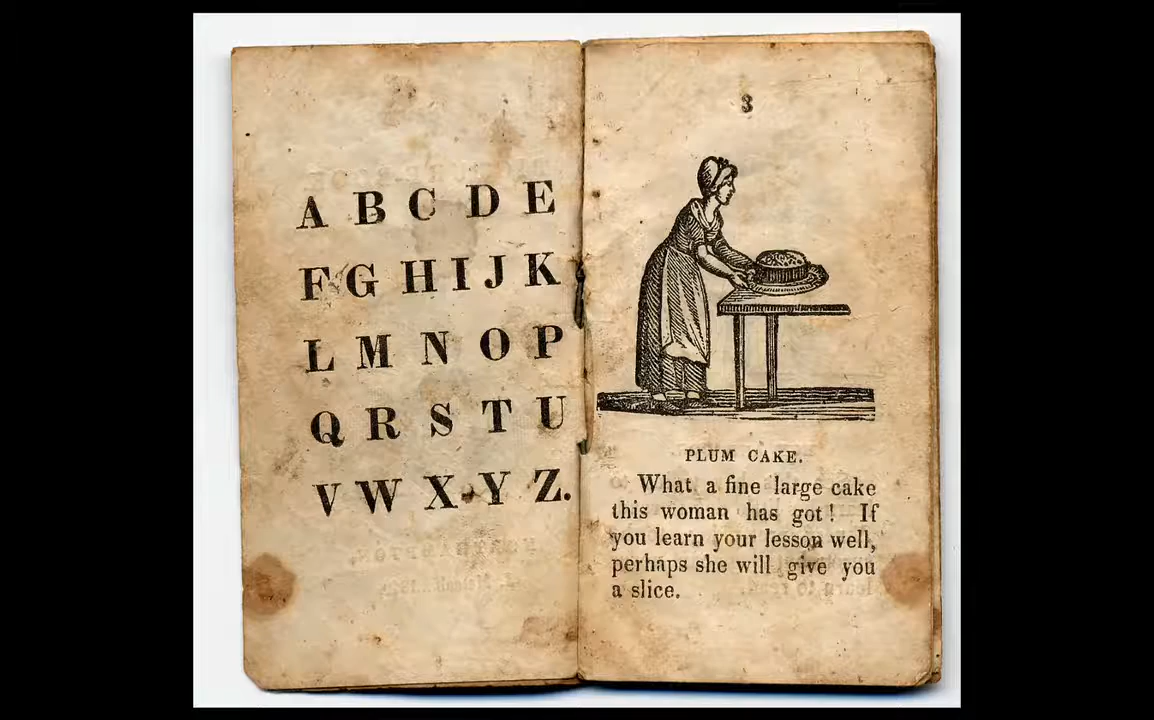 A B C D E
F G H I J K
L M N O P
Q R S T U
V W X Y Z.
3
PLUM CAKE.
What a fine large cake
this woman has got! If
you learn your lesson well,
perhaps she will give you
a slice.